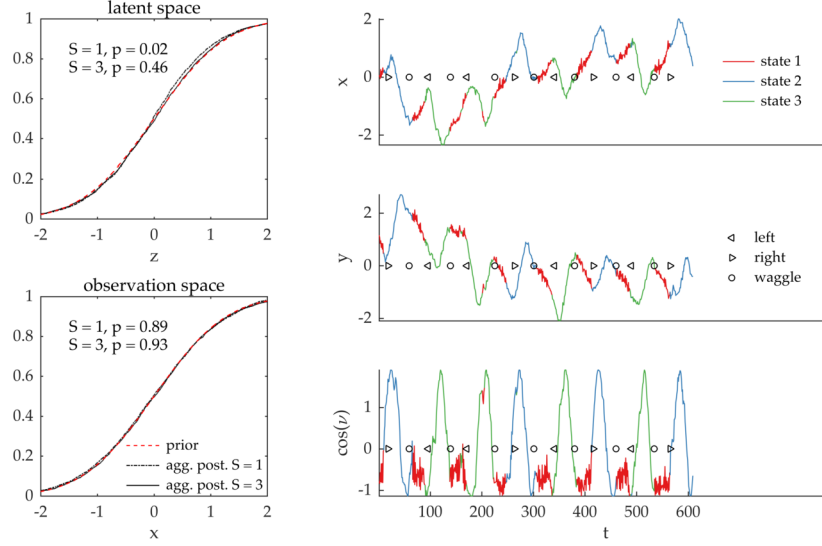 latent space
1
0.8
0.6
0.4
0.2
0
S = 1, p = 0.02
S = 3, p = 0.46
-2 -1 0 1 2
z
observation space
1
0.8
0.6
0.4
0.2
0
S = 1, p = 0.89
S = 3, p = 0.93
prior
agg. post. S = 1
agg. post. S = 3
-2 -1 0 1 2
x
2
0
-2
x
state 1
state 2
state 3
2
0
-2
y
left
right
waggle
1
0
-1
cos(ν)
100 200 300 400 500 600
t